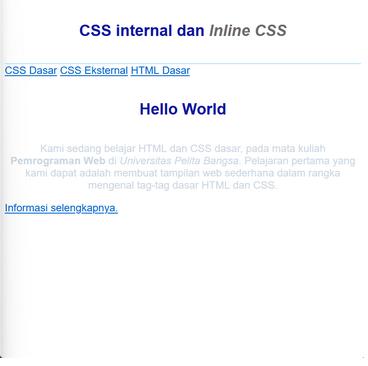 CSS internal dan Inline CSS
CSS Dasar CSS Eksternal HTML Dasar
Hello World
Kami sedang belajar HTML dan CSS dasar, pada mata kuliah
Pemrograman Web di Universitas Pelita Bangsa. Pelajaran pertama yang
kami dapat adalah membuat tampilan web sederhana dalam rangka
mengenal tag-tag dasar HTML dan CSS.
Informasi selengkapnya.